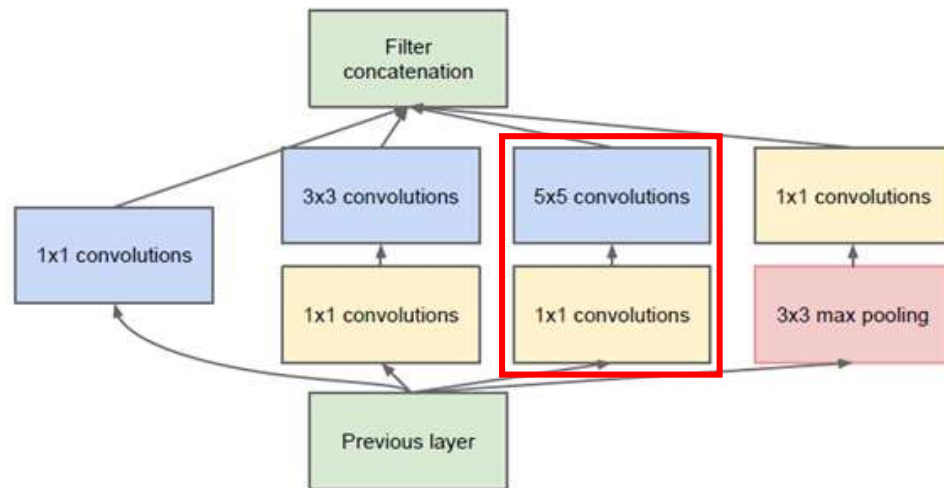 Filter
concatenation
3x3 convolutions
5x5 convolutions
1x1 convolutions
1x1 convolutions
1x1 convolutions
1x1 convolutions
3x3 max pooling
Previous layer